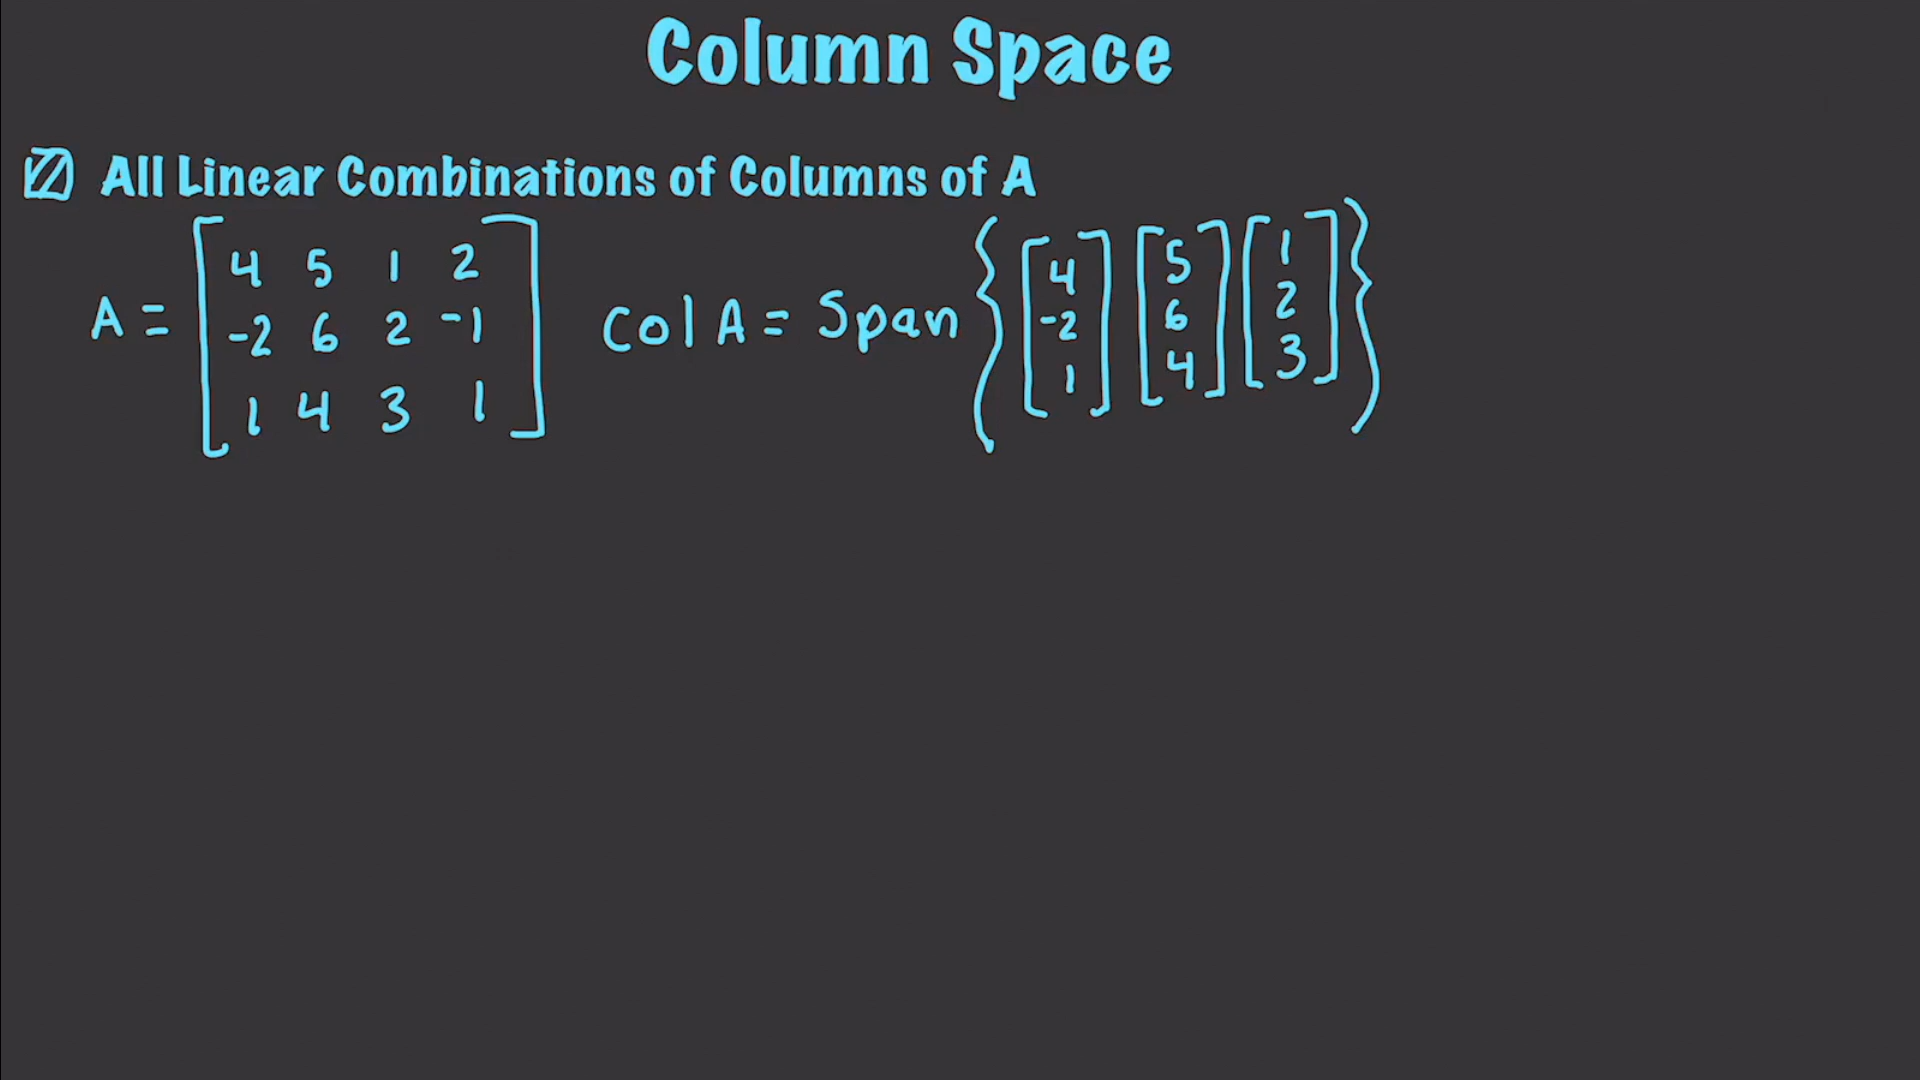 Column Space
All Linear Combinations of Columns of A
A = [4 5 1 2
-2 6 2 -1
1 4 3 1]
Col A = Span {[4 -2 1] [5 6 4] [1 2 3]}